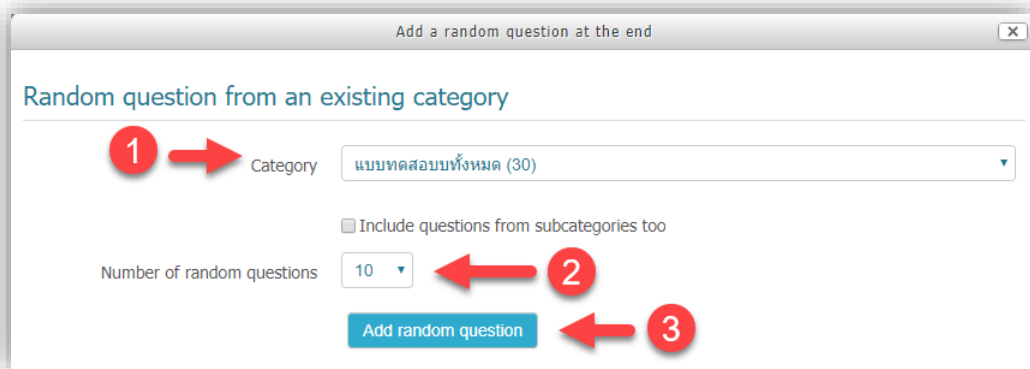 Add a random question at the end
Random question from an existing category
1
Category
แบบทดสอบบทั้งหมด (30)
Include questions from subcategories too
Number of random questions
10
2
Add random question
3